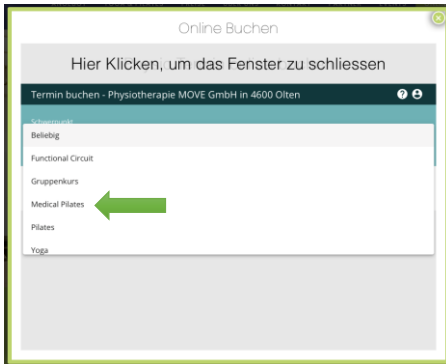 Online Buchen
Hier Klicken, um das Fenster zu schliessen
Termin buchen - Physiotherapie MOVE GmbH in 4600 Olten
Schwerpunkt
Beliebig
Functional Circuit
Gruppenkurs
Medical Pilates
Pilates
Yoga